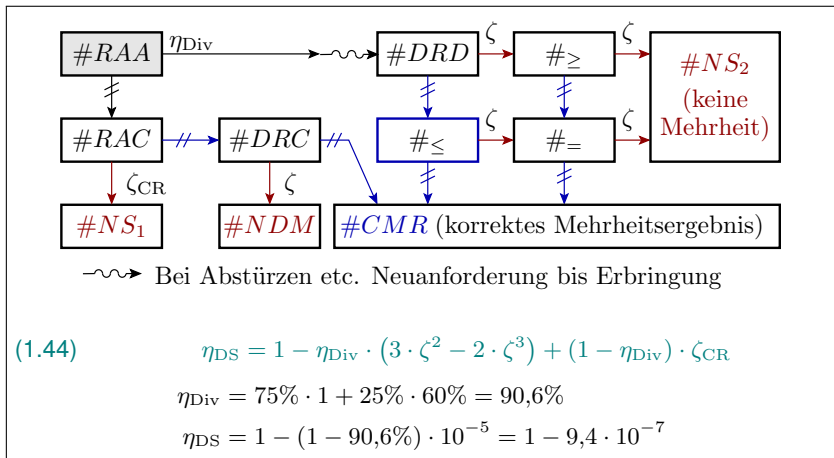 #RAA η_Div #DRD ζ #≥ ζ #NS₂
(keine
Mehrheit)
#RAC #DRC #≤ ζ #= ζ
ζ_CR ζ
#NS₁ #NDM #CMR (korrektes Mehrheitsergebnis)
Bei Abstürzen etc. Neuanforderung bis Erbringung
(1.44) η_DS = 1 − η_Div · (3 · ζ² − 2 · ζ³) + (1 − η_Div) · ζ_CR
η_Div = 75% · 1 + 25% · 60% = 90,6%
η_DS = 1 − (1 − 90,6%) · 10⁻⁵ = 1 − 9,4 · 10⁻⁷